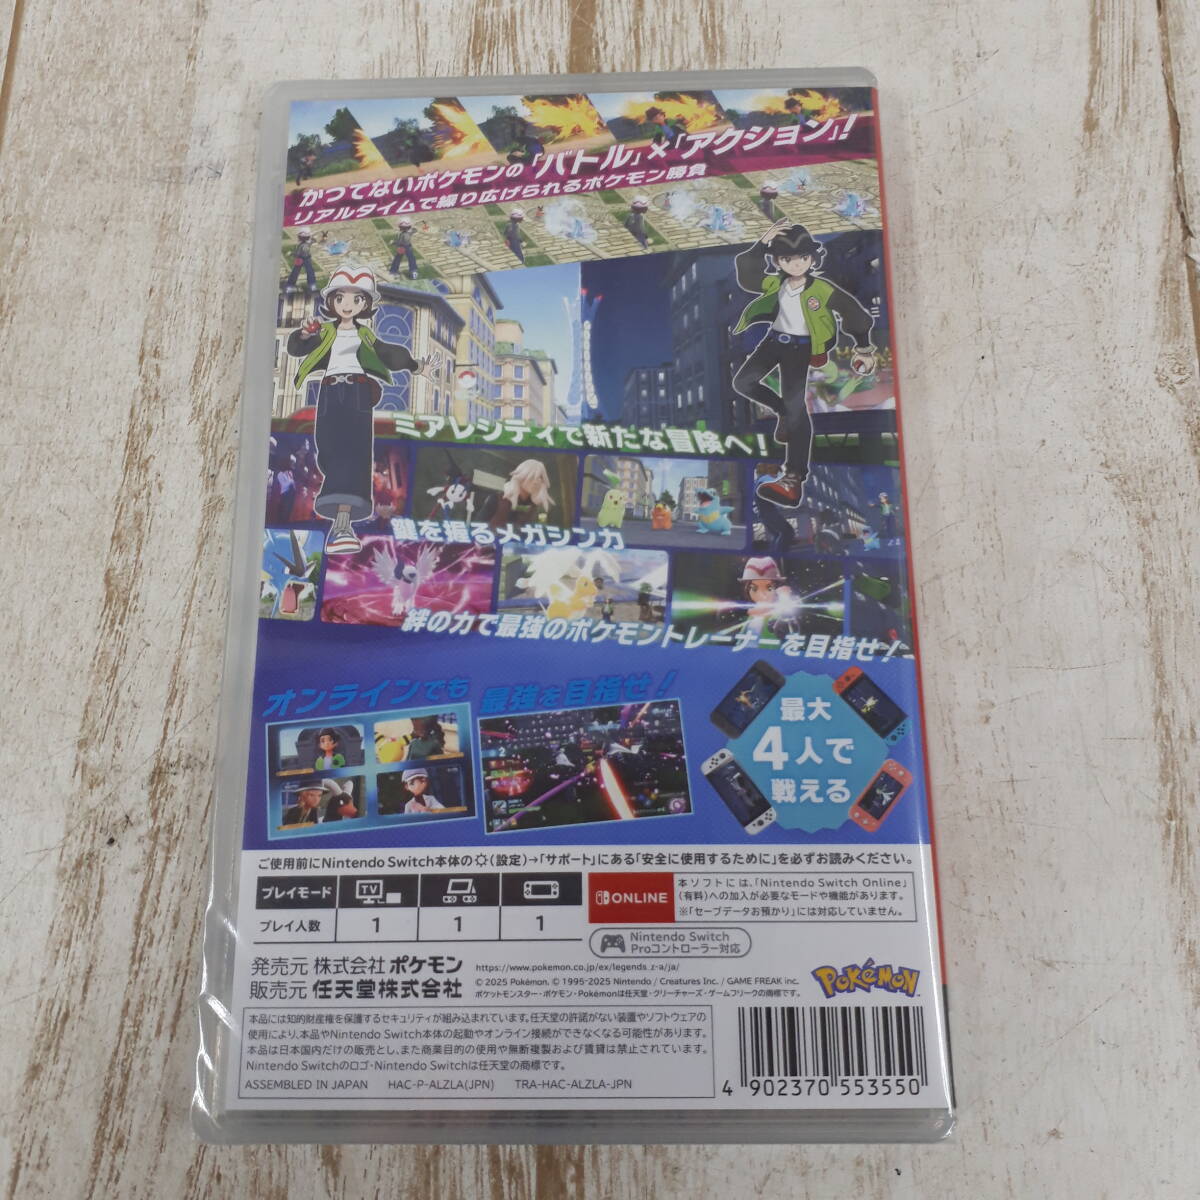 かつてないポケモンの「バトル」×「アクション」!
リアルタイムで繰り広げられるポケモン勝負
ミアレシティで新たな冒険へ!
鍵を握るメガシンカ
絆の力で最強のポケモントレーナーを目指せ!
オンラインでも 最強を目指せ!
最大
4人で
戦える
ご使用前にNintendo Switch本体の(設定)→「サポート」にある「安全に使用するために」を必ずお読みください。
プレイモード TV
プレイ人数 1 1 1
ONLINE
本ソフトには、「Nintendo Switch Online」
(有料)への加入が必要なモードや機能があります。
※「セーブデータお預かり」には対応していません。
Nintendo Switch
Proコントローラー対応
発売元 株式会社 ポケモン
販売元 任天堂株式会社
https://www.pokemon.co.jp/ex/legends_z-a/ja/
© 2025 Pokémon. © 1995-2025 Nintendo / Creatures Inc. / GAME FREAK inc.
ポケットモンスター・ポケモン・Pokémonは任天堂・クリーチャーズ・ゲームフリークの商標です。
POKéMON
本品には知的財産権を保護するセキュリティが組み込まれています。任天堂の許諾がない装置やソフトウェアの
使用により、本品やNintendo Switch本体の起動やオンライン接続ができなくなる可能性があります。
本品は日本国内だけの販売とし、また商業目的の使用や無断複製および賃貸は禁止されています。
Nintendo Switchのロゴ・Nintendo Switchは任天堂の商標です。
ASSEMBLED IN JAPAN HAC-P-ALZLA(JPN) TRA-HAC-ALZLA-JPN
4 902370 553550